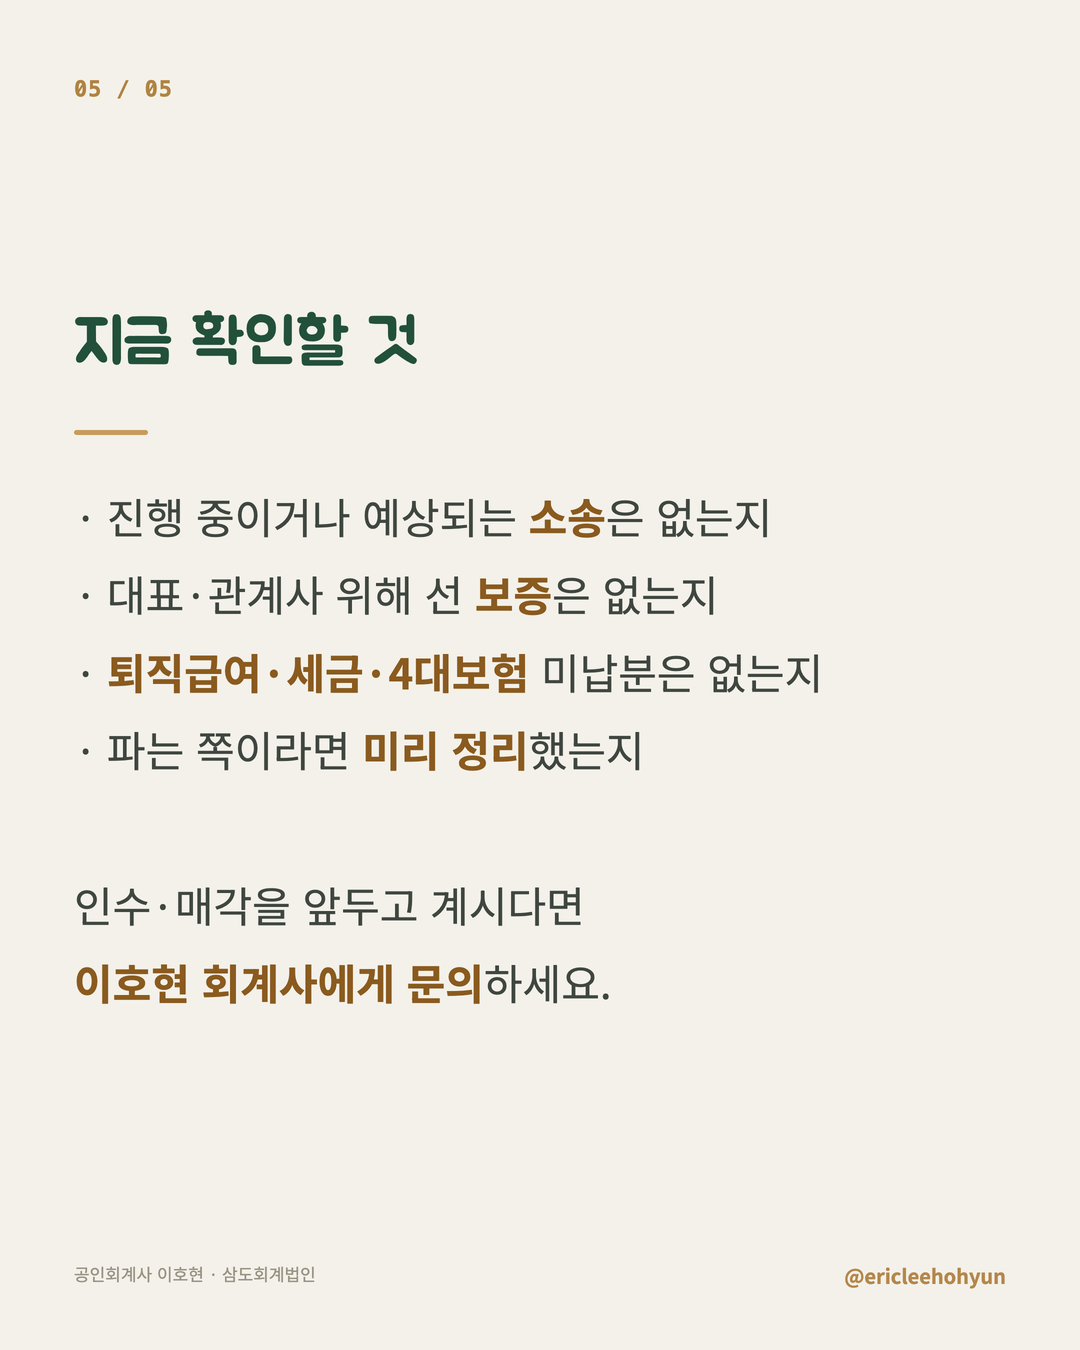 05 / 05
지금 확인할 것
· 진행 중이거나 예상되는 소송은 없는지
· 대표·관계사 위해 선 보증은 없는지
· 퇴직급여·세금·4대보험 미납분은 없는지
· 파는 쪽이라면 미리 정리했는지
인수·매각을 앞두고 계시다면
이호현 회계사에게 문의하세요.
공인회계사 이호현 · 삼도회계법인
@ericleehohyun